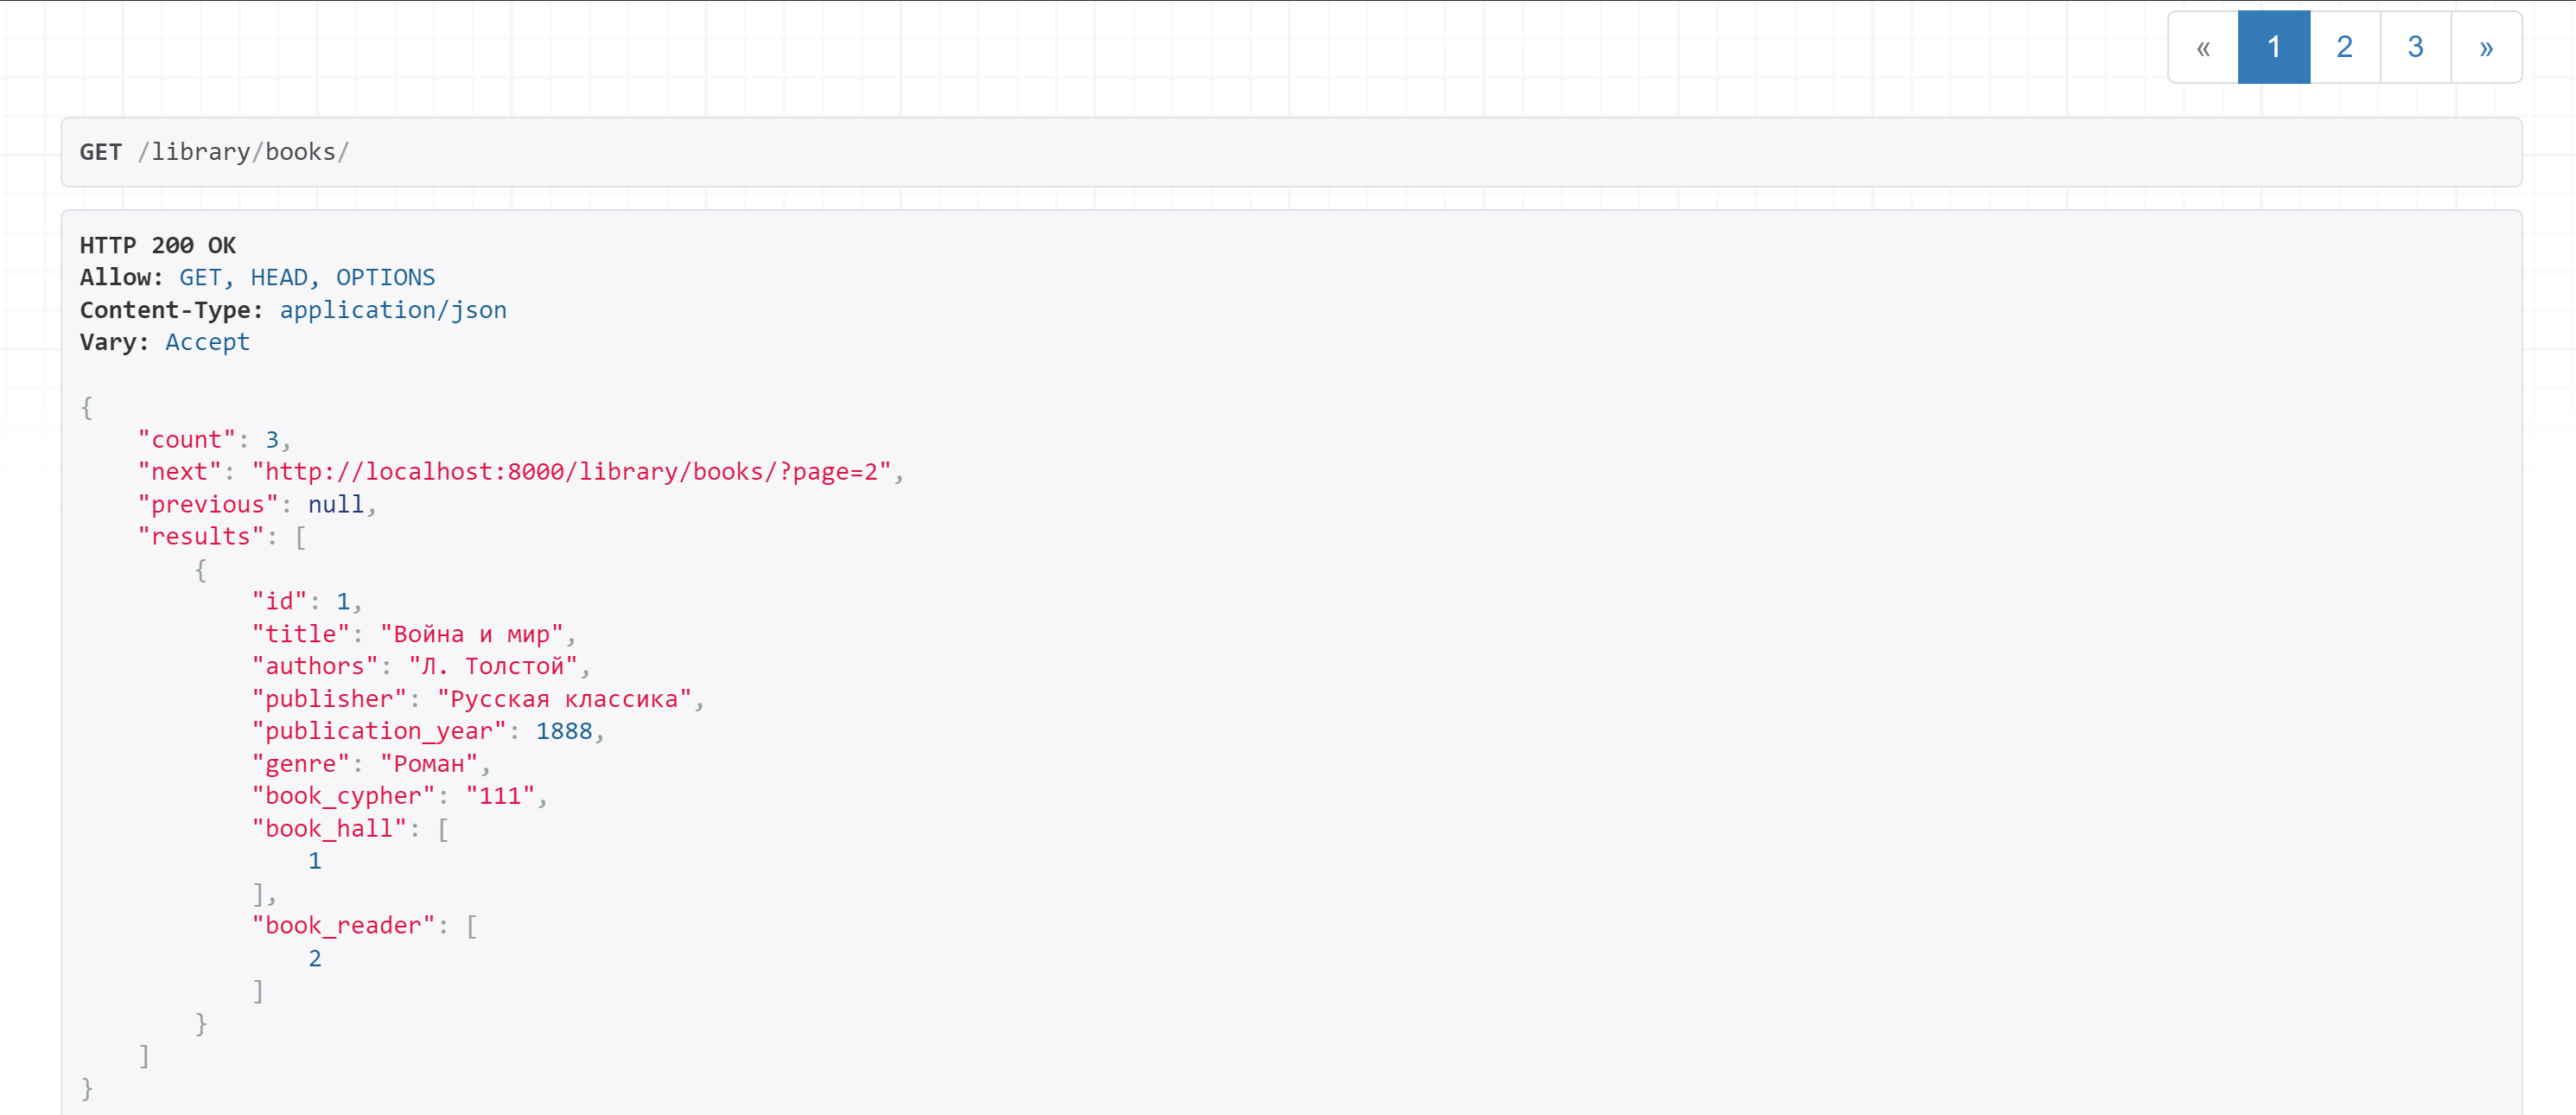 « 1 2 3 »
GET /library/books/
HTTP 200 OK
Allow: GET, HEAD, OPTIONS
Content-Type: application/json
Vary: Accept
{
    "count": 3,
    "next": "http://localhost:8000/library/books/?page=2",
    "previous": null,
    "results": [
        {
            "id": 1,
            "title": "Война и мир",
            "authors": "Л. Толстой",
            "publisher": "Русская классика",
            "publication_year": 1888,
            "genre": "Роман",
            "book_cypher": "111",
            "book_hall": [
                1
            ],
            "book_reader": [
                2
            ]
        }
    ]
}